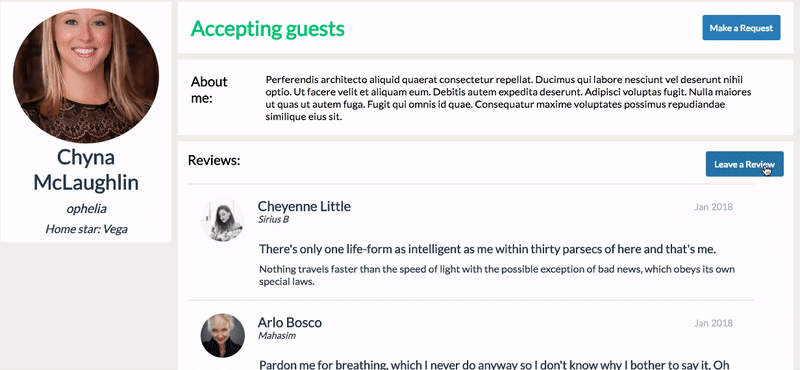 Accepting guests
Make a Request
About
me:
Perferendis architecto aliquid quaerat consectetur repellat. Ducimus qui labore nesciunt vel deserunt nihil
optio. Ut facere velit et aliquam eum. Debitis autem expedita deserunt. Adipisci voluptas fugit. Nulla maiores
ut quas ut autem fuga. Fugit qui omnis id quae. Consequatur maxime voluptates possimus repudiandae
similique eius sit.
Chyna
McLaughlin
ophelia
Home star: Vega
Reviews:
Leave a Review
Cheyenne Little
Jan 2018
Sirius B
There's only one life-form as intelligent as me within thirty parsecs of here and that's me.
Nothing travels faster than the speed of light with the possible exception of bad news, which obeys its own
special laws.
Arlo Bosco
Jan 2018
Mahasim
Pardon me for breathing, which I never do anyway so I don't know why I bother to say it, Oh